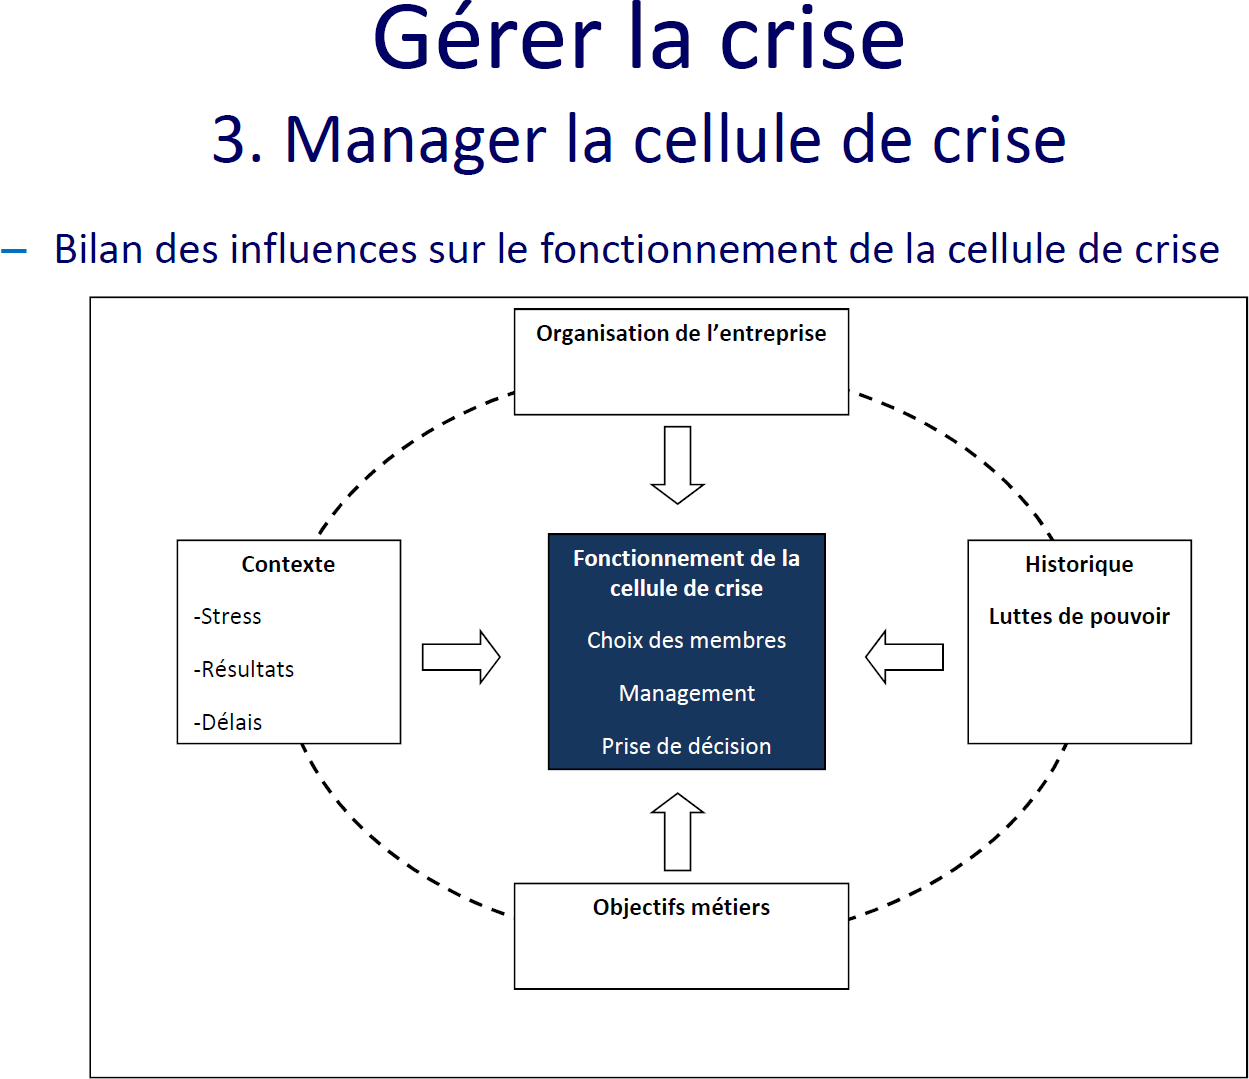 Gérer la crise
3. Manager la cellule de crise
– Bilan des influences sur le fonctionnement de la cellule de crise
Organisation de l’entreprise
Contexte
-Stress
-Résultats
-Délais
Fonctionnement de la
cellule de crise
Choix des membres
Management
Prise de décision
Historique
Luttes de pouvoir
Objectifs métiers